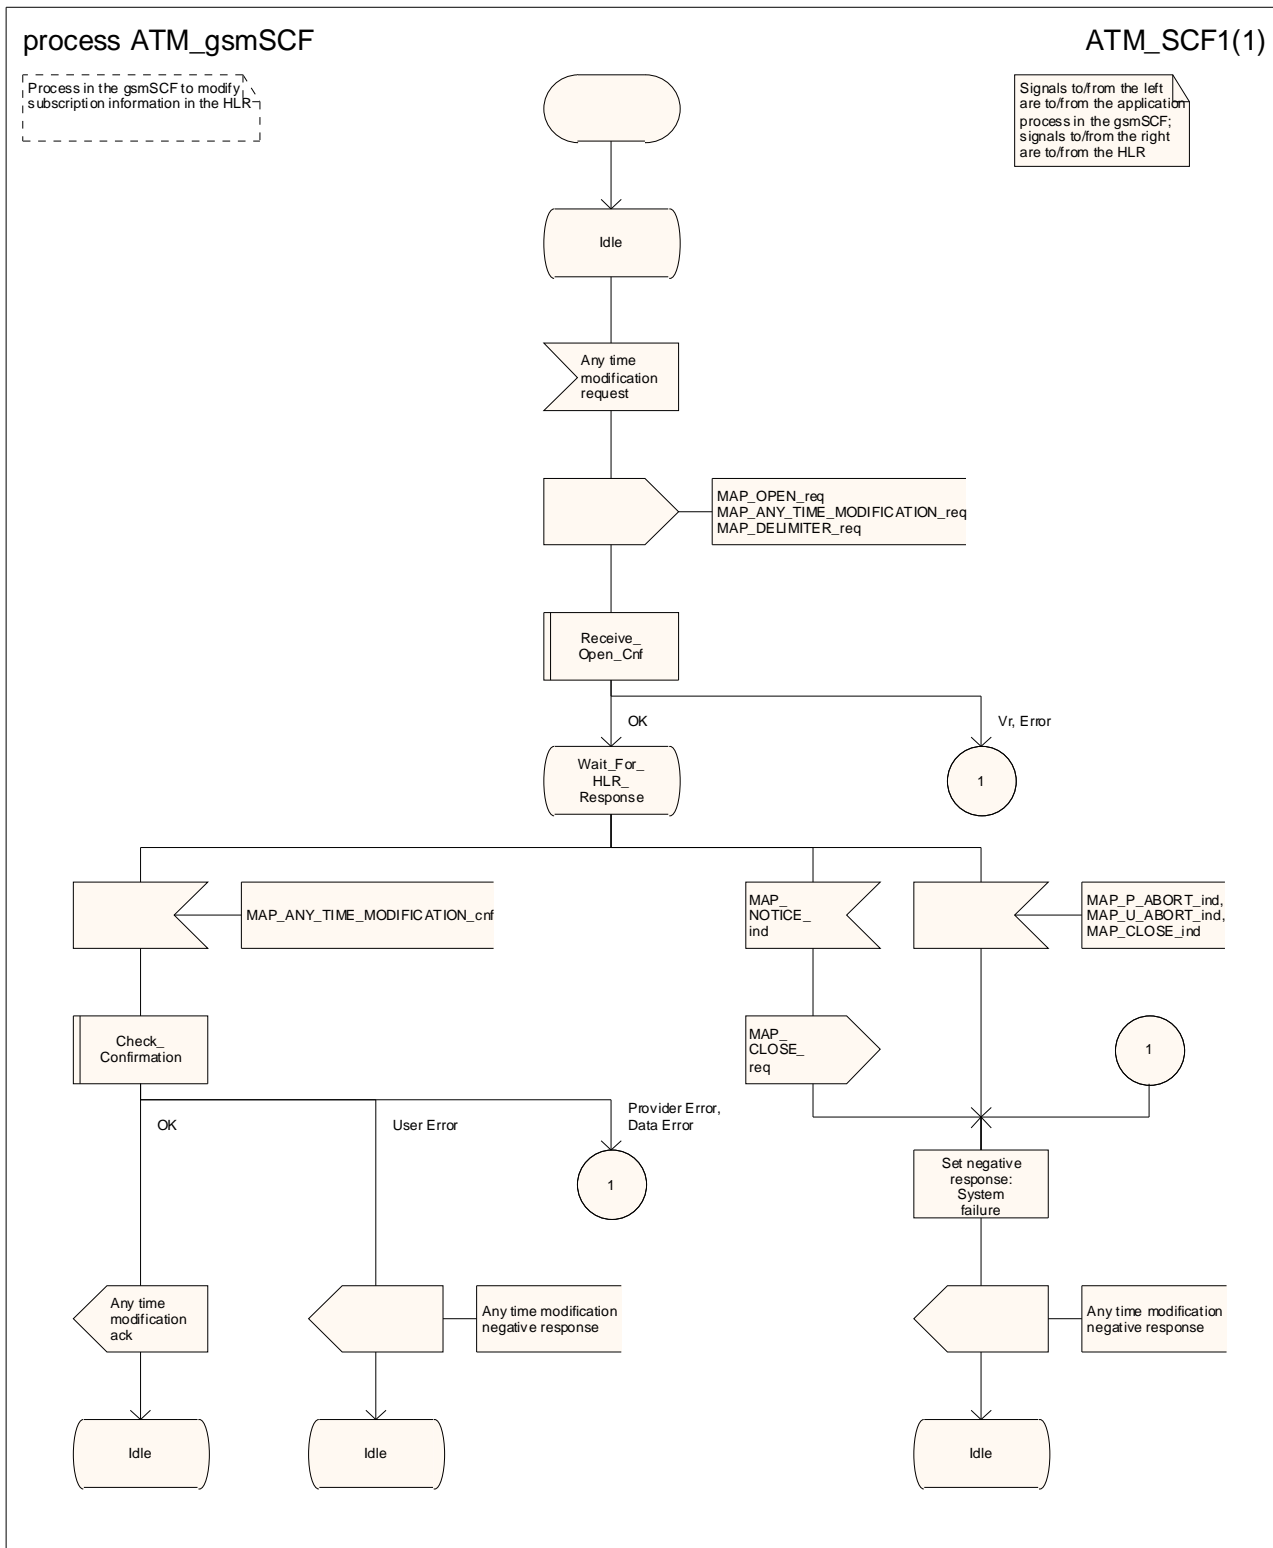 process ATM_gsmSCF
ATM_SCF1(1)
Process in the gsmSCF to modify
subscription information in the HLR
Signals to/from the left
are to/from the application
process in the gsmSCF;
signals to/from the right
are to/from the HLR
Idle
Any time
modification
request
MAP_OPEN_req
MAP_ANY_TIME_MODIFICATION_req
MAP_DELIMITER_req
Receive_
Open_Cnf
OK
Vr, Error
Wait_For_
HLR_
Response
1
MAP_ANY_TIME_MODIFICATION_cnf
MAP_
NOTICE_
ind
MAP_P_ABORT_ind,
MAP_U_ABORT_ind,
MAP_CLOSE_ind
Check_
Confirmation
MAP_
CLOSE_
req
1
OK
User Error
Provider Error,
Data Error
1
Set negative
response:
System
failure
Any time
modification
ack
Any time modification
negative response
Any time modification
negative response
Idle
Idle
Idle